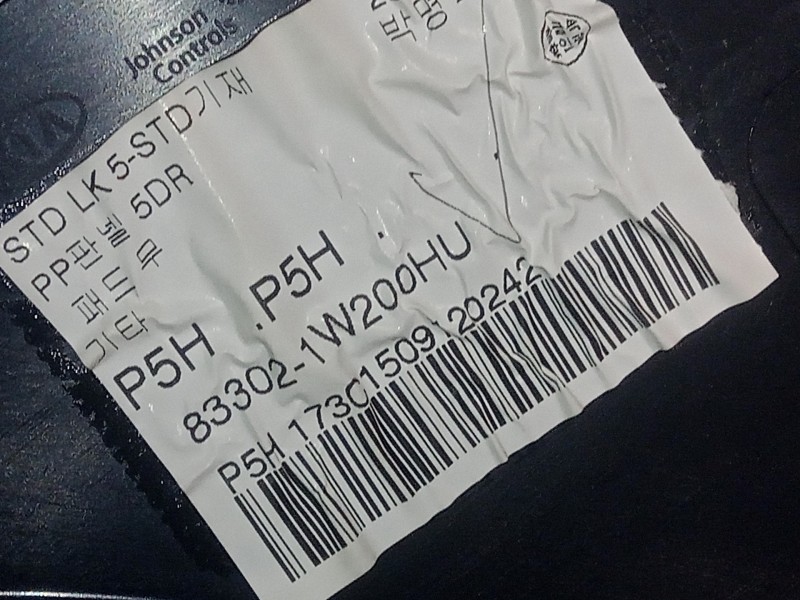 Johnson
Controls
KIA
STD LK 5-STD기재
PP판넬 5DR
패드 무
기타
P5H .P5H .
83302-1W200HU
P5H 173C1509 20242